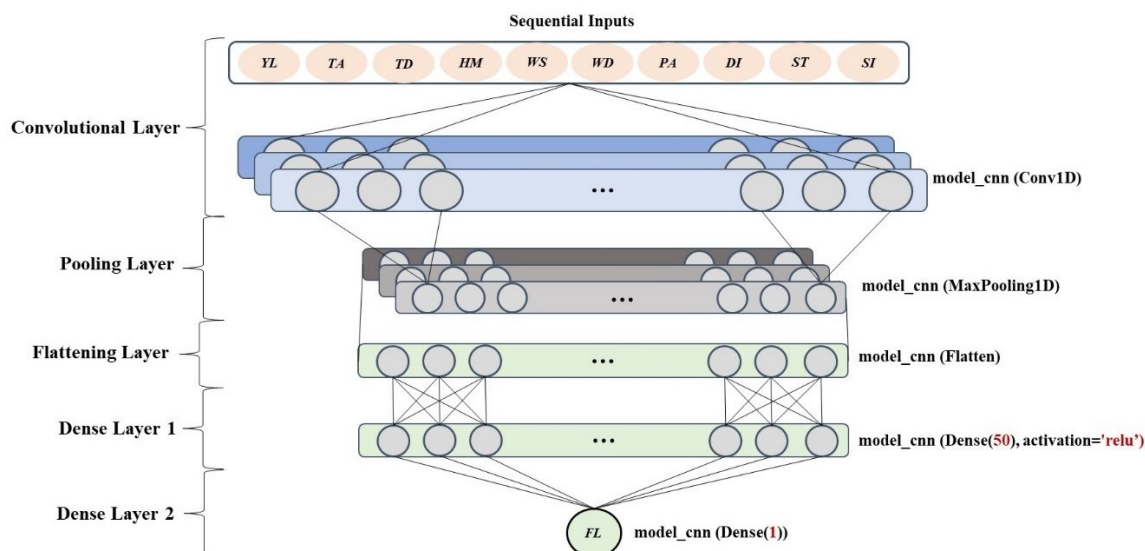 Sequential Inputs
YL TA TD HM WS WD PA DI ST SI
Convolutional Layer
...
model_cnn (Conv1D)
Pooling Layer
...
model_cnn (MaxPooling1D)
Flattening Layer
...
model_cnn (Flatten)
Dense Layer 1
...
model_cnn (Dense(50), activation='relu')
Dense Layer 2
FL
model_cnn (Dense(1))